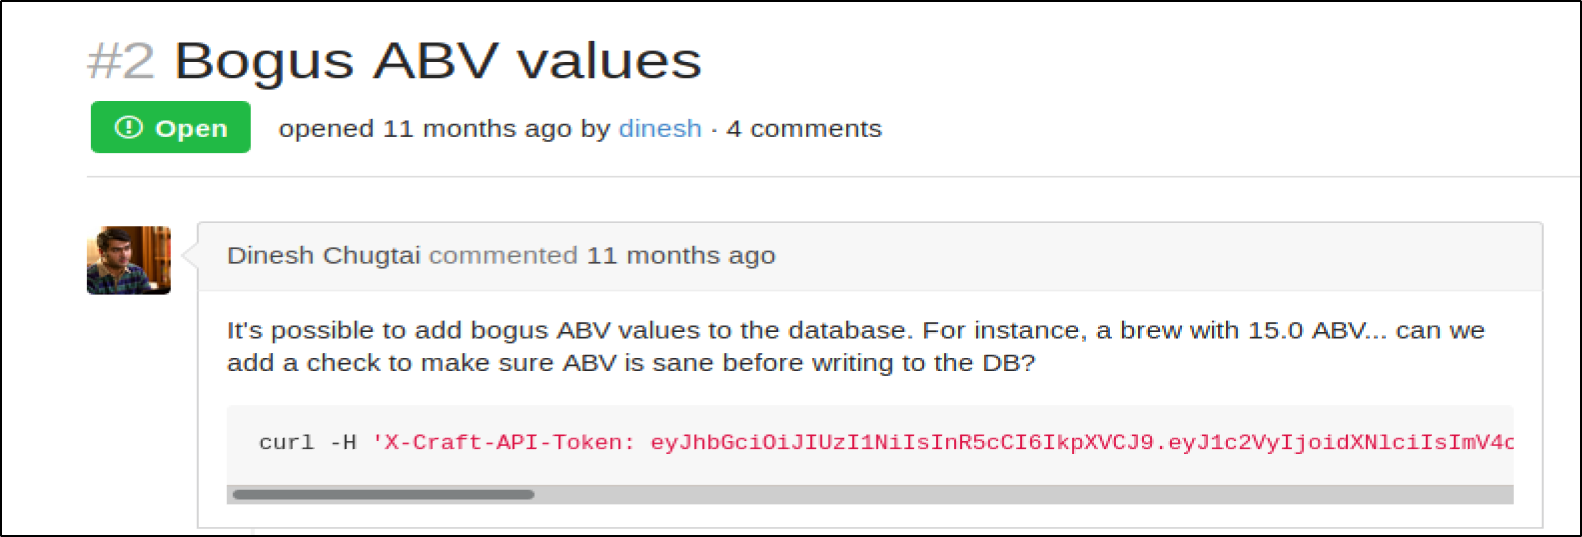 #2 Bogus ABV values
Open opened 11 months ago by dinesh · 4 comments
Dinesh Chugtai commented 11 months ago
It's possible to add bogus ABV values to the database. For instance, a brew with 15.0 ABV... can we
add a check to make sure ABV is sane before writing to the DB?
curl -H 'X-Craft-API-Token: eyJhbGciOiJIUzI1NiIsInR5cCI6IkpXVCJ9.eyJ1c2VyIjoidXNlciIsImV4c